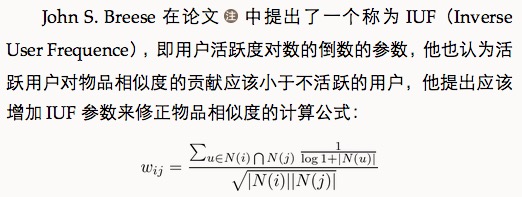 John S. Breese 在论文 注 中提出了一个称为 IUF（Inverse
User Frequence），即用户活跃度对数的倒数的参数，他也认为活
跃用户对物品相似度的贡献应该小于不活跃的用户，他提出应该
增加 IUF 参数来修正物品相似度的计算公式：
w_{ij} = \frac{\sum_{u \in N(i) \bigcap N(j)} \frac{1}{\log 1+|N(u)|}}{\sqrt{|N(i)||N(j)|}}